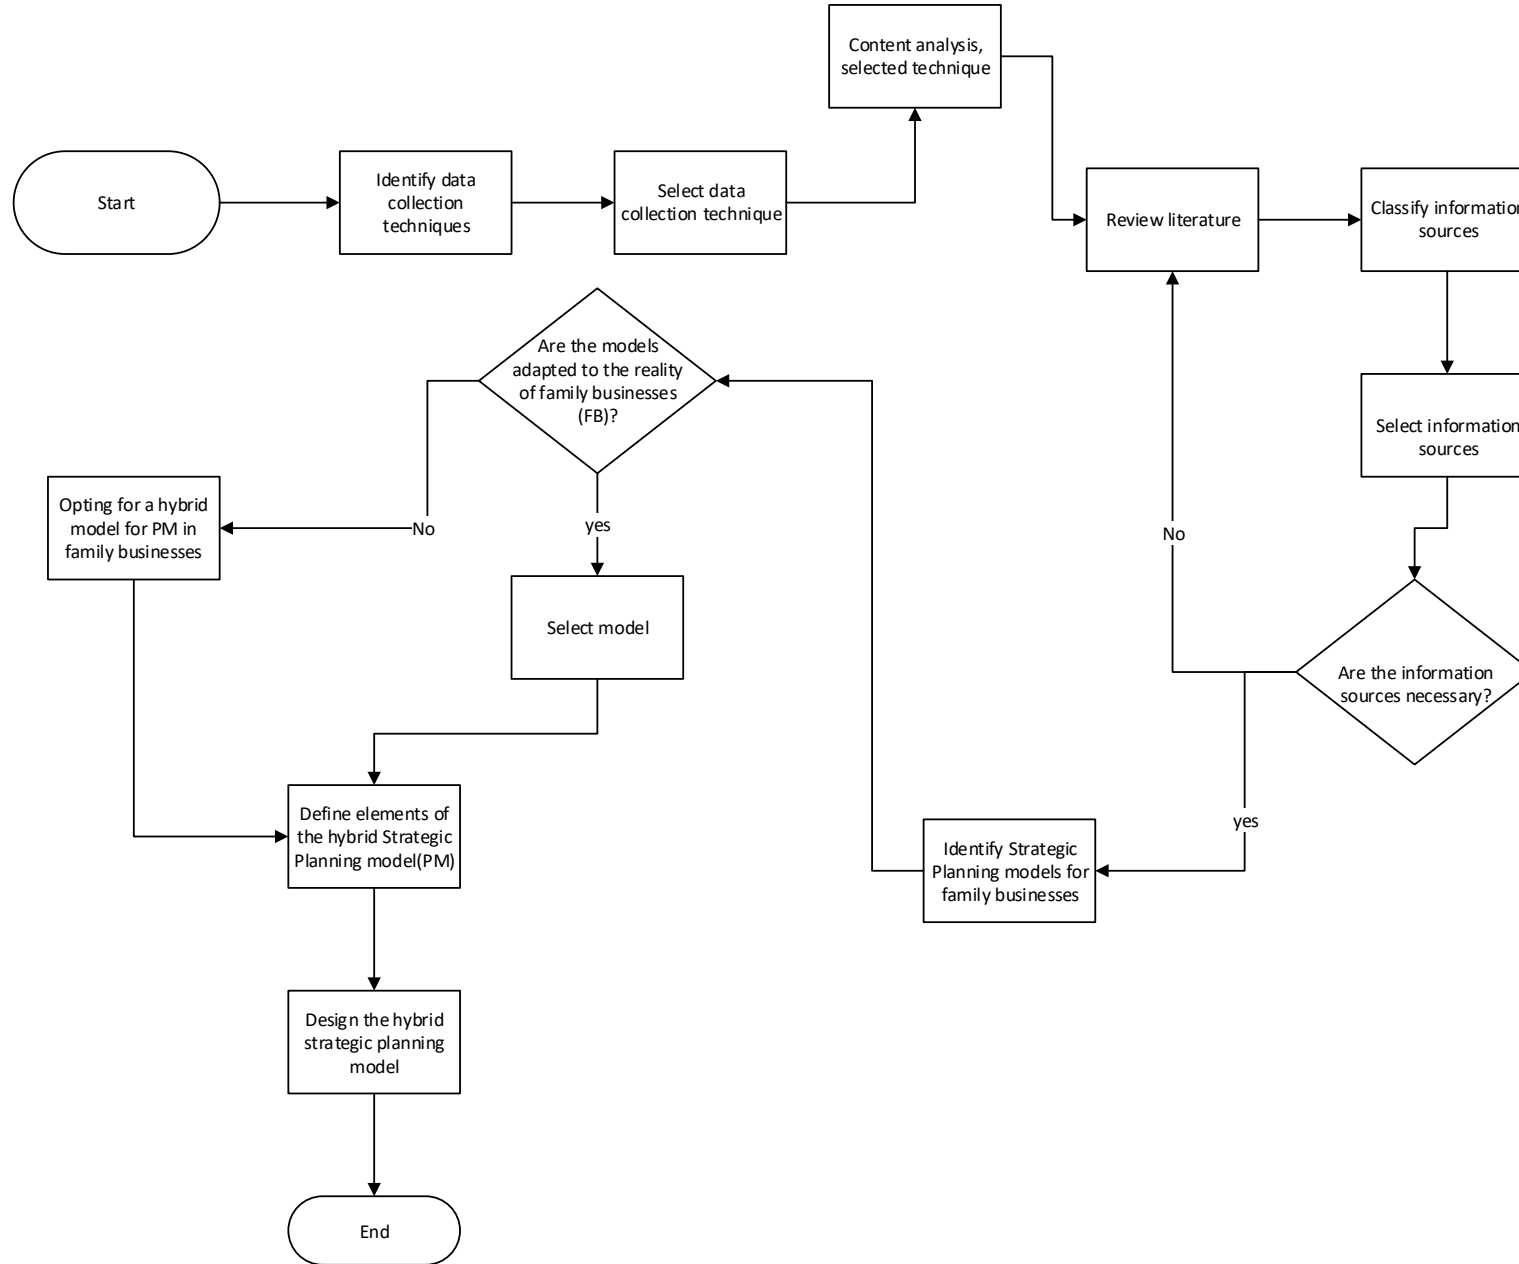 Content analysis,
selected technique
Start
Identify data
collection
techniques
Select data
collection technique
Review literature
Classify information
sources
Are the models
adapted to the reality
of family businesses
(FB)?
Select information
sources
Opting for a hybrid
model for PM in
family businesses
No
yes
No
Select model
Are the information
sources necessary?
yes
Define elements of
the hybrid Strategic
Planning model(PM)
Identify Strategic
Planning models for
family businesses
Design the hybrid
strategic planning
model
End